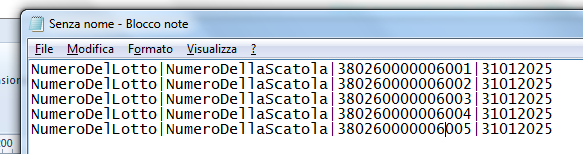 Senza nome - Blocco note
File Modifica Formato Visualizza ?
NumeroDelLotto|NumeroDellaScatola|380260000006001|31012025
NumeroDelLotto|NumeroDellaScatola|380260000006002|31012025
NumeroDelLotto|NumeroDellaScatola|380260000006003|31012025
NumeroDelLotto|NumeroDellaScatola|380260000006004|31012025
NumeroDelLotto|NumeroDellaScatola|380260000006005|31012025